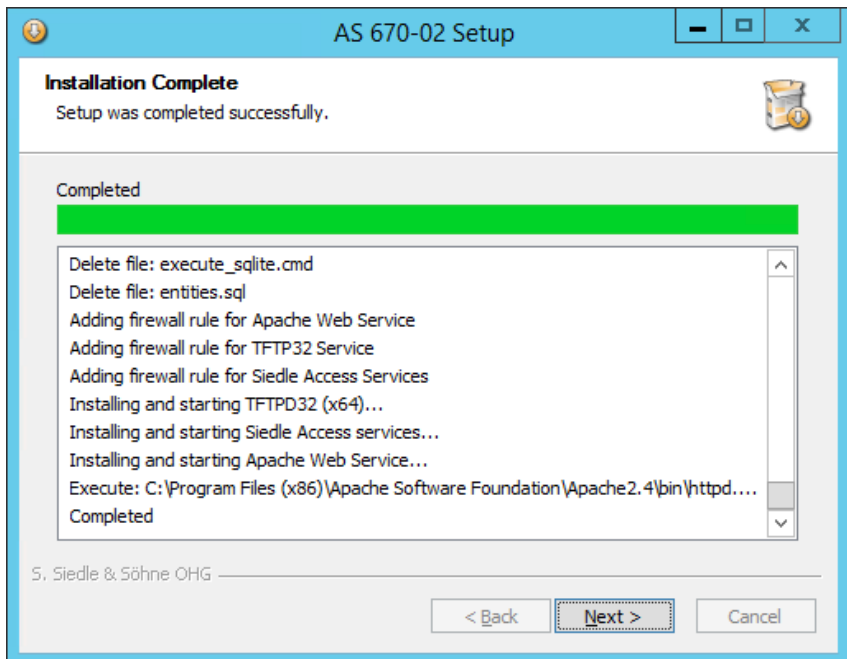 AS 670-02 Setup
Installation Complete
Setup was completed successfully.
Completed
Delete file: execute_sqlite.cmd
Delete file: entities.sql
Adding firewall rule for Apache Web Service
Adding firewall rule for TFTP32 Service
Adding firewall rule for Siedle Access Services
Installing and starting TFTPD32 (x64)...
Installing and starting Siedle Access services...
Installing and starting Apache Web Service...
Execute: C:\Program Files (x86)\Apache Software Foundation\Apache2.4\bin\httpd....
Completed
S. Siedle & Söhne OHG
< Back Next > Cancel